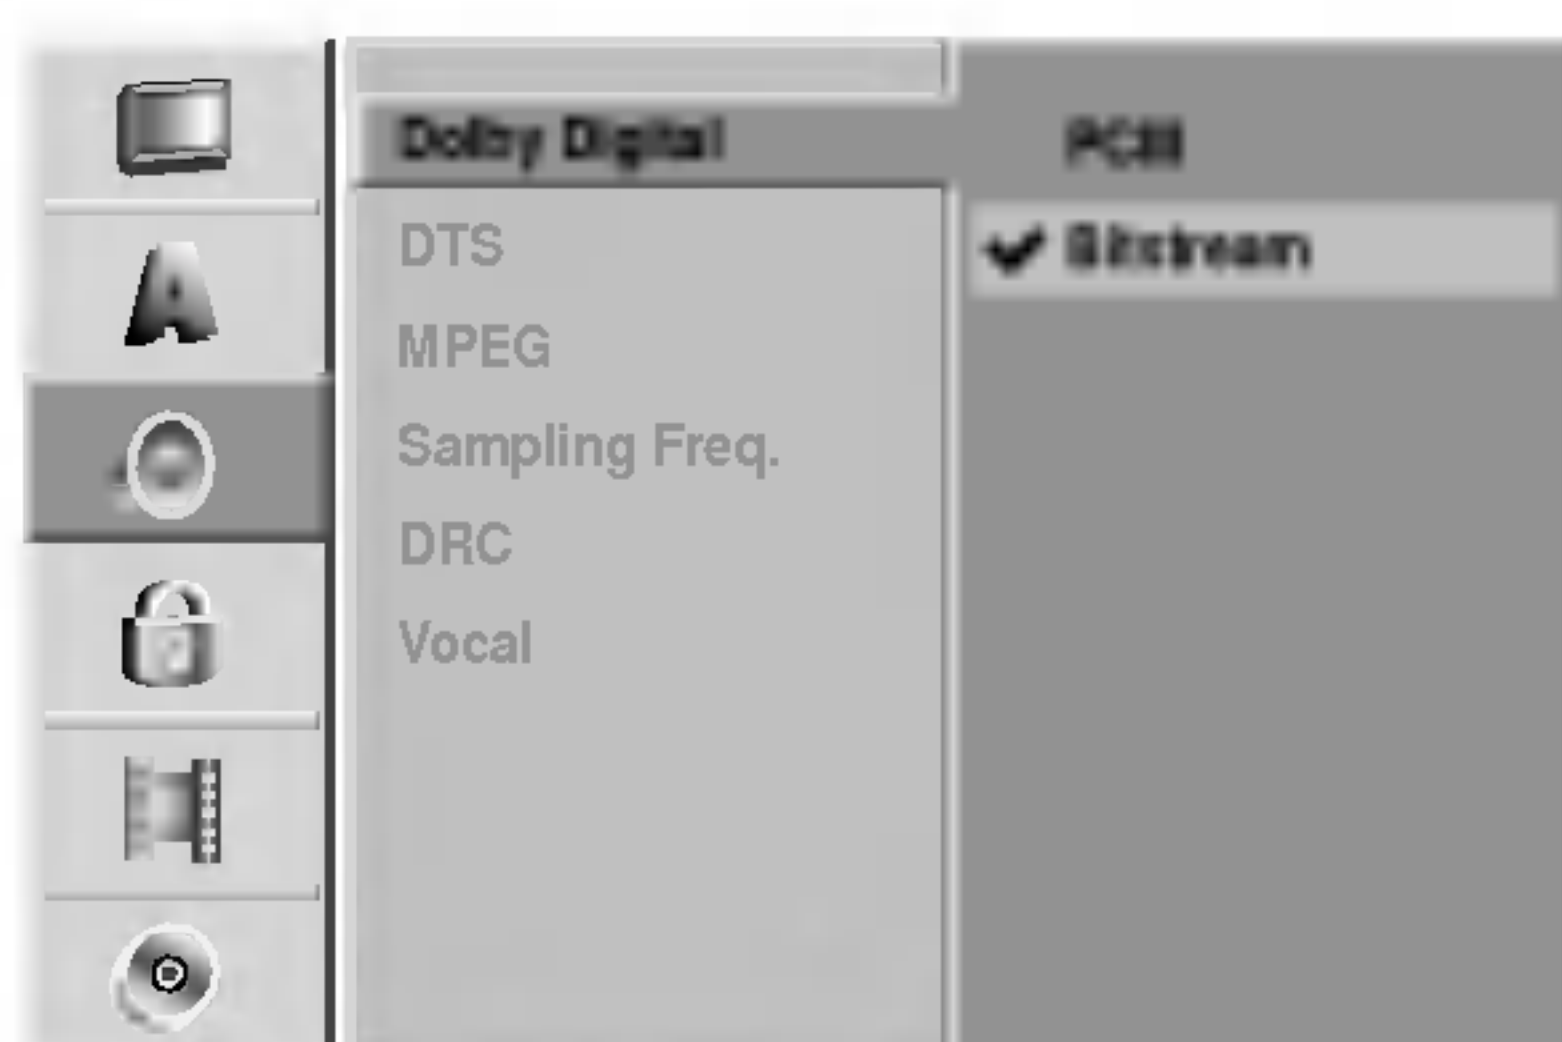 Dolby Digital
PCM
DTS
Bitstream
MPEG
Sampling Freq.
DRC
Vocal